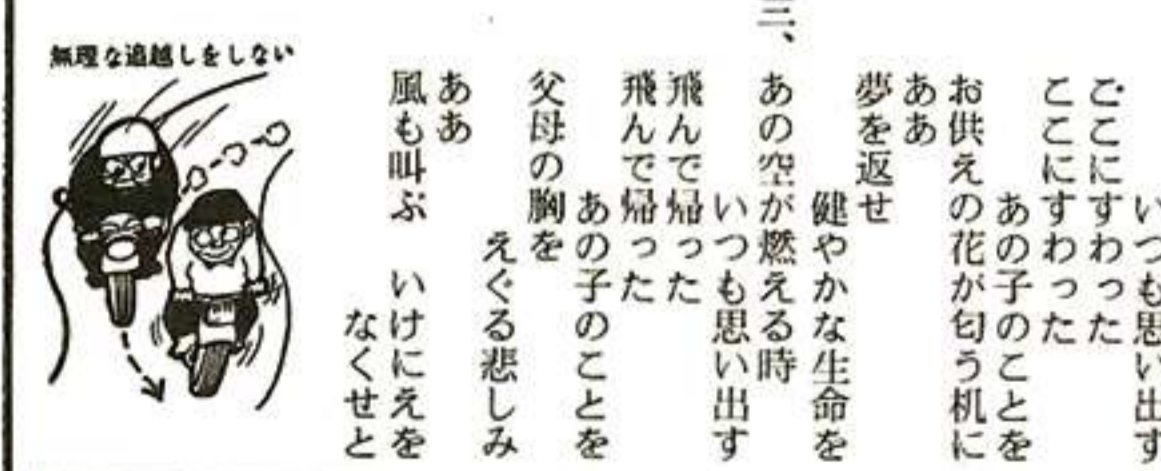 いつも思い出す
ここにすわった
ここにすわった
あの子のことを
お供えの花が匂う机に
ああ
夢を返せ
健やかな生命を
三、あの空が燃える時
いつも思い出す
飛んで帰った
飛んで帰った
あの子のことを
父母の胸を
えぐる悲しみ
ああ
風も叫ぶ いけにえを
なくせと
無理な追越しをしない